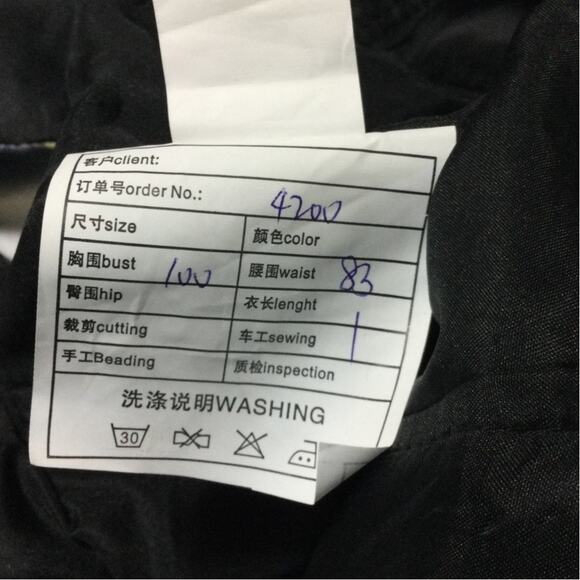 客户client:
订单号order No.: 4200
尺寸size 颜色color
胸围bust 100 腰围waist 83
臀围hip 衣长lenght
裁剪cutting 车工sewing 1
手工Beading 质检inspection
洗涤说明WASHING
30